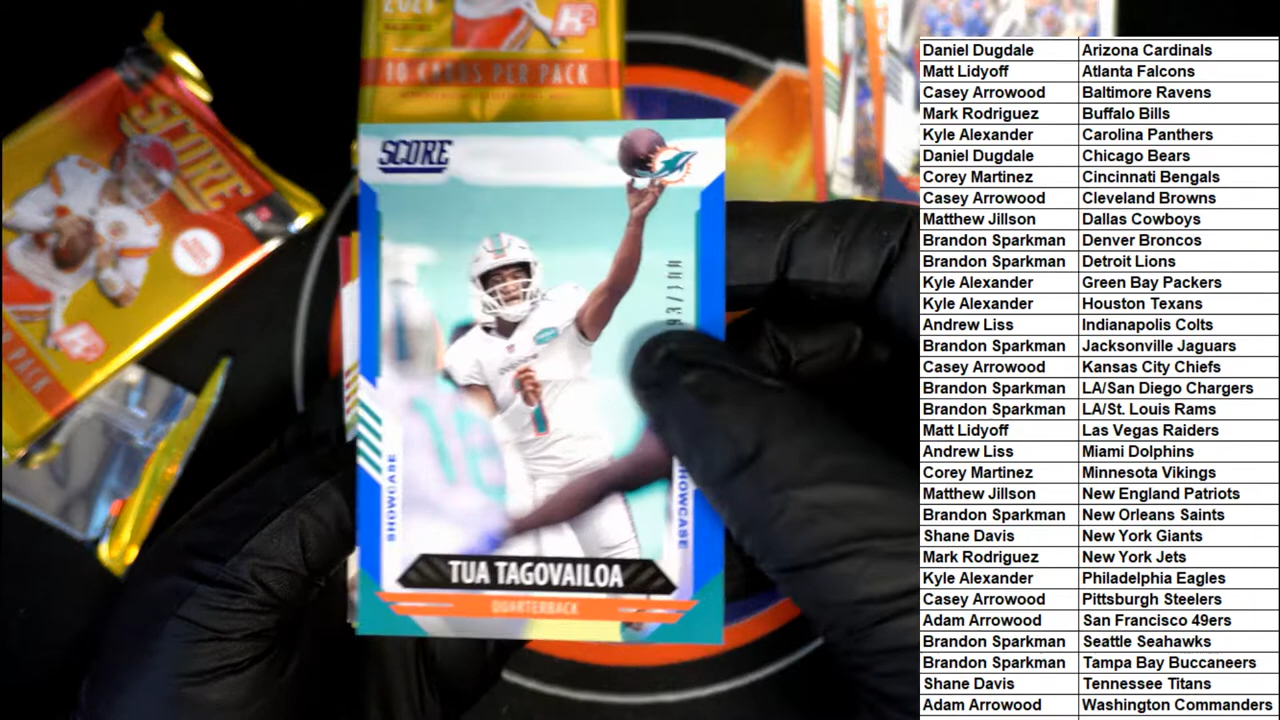 2021
10 CARDS PER PACK
SCORE
PACK
SCORE
93/100
SHOWCASE
SHOWCASE
1
TUA TAGOVAILOA
QUARTERBACK
Daniel Dugdale Arizona Cardinals
Matt Lidyoff Atlanta Falcons
Casey Arrowood Baltimore Ravens
Mark Rodriguez Buffalo Bills
Kyle Alexander Carolina Panthers
Daniel Dugdale Chicago Bears
Corey Martinez Cincinnati Bengals
Casey Arrowood Cleveland Browns
Matthew Jillson Dallas Cowboys
Brandon Sparkman Denver Broncos
Brandon Sparkman Detroit Lions
Kyle Alexander Green Bay Packers
Kyle Alexander Houston Texans
Andrew Liss Indianapolis Colts
Brandon Sparkman Jacksonville Jaguars
Casey Arrowood Kansas City Chiefs
Brandon Sparkman LA/San Diego Chargers
Brandon Sparkman LA/St. Louis Rams
Matt Lidyoff Las Vegas Raiders
Andrew Liss Miami Dolphins
Corey Martinez Minnesota Vikings
Matthew Jillson New England Patriots
Brandon Sparkman New Orleans Saints
Shane Davis New York Giants
Mark Rodriguez New York Jets
Kyle Alexander Philadelphia Eagles
Casey Arrowood Pittsburgh Steelers
Adam Arrowood San Francisco 49ers
Brandon Sparkman Seattle Seahawks
Brandon Sparkman Tampa Bay Buccaneers
Shane Davis Tennessee Titans
Adam Arrowood Washington Commanders